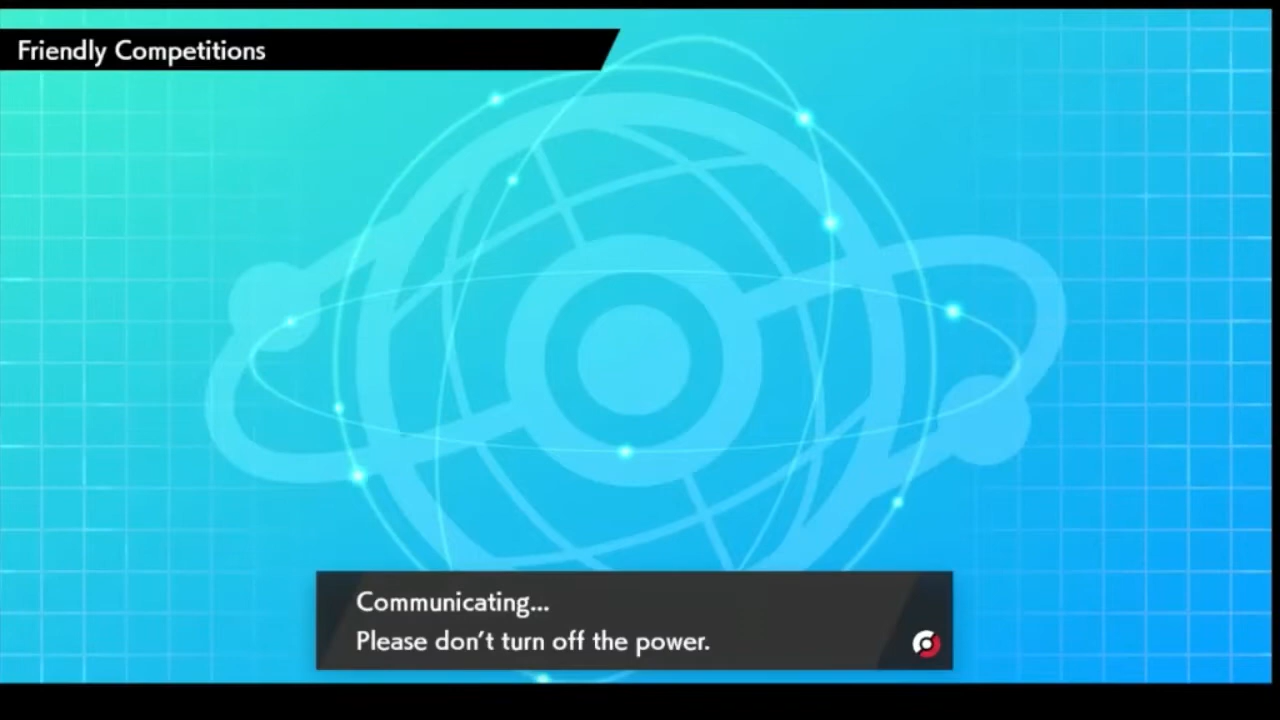 Friendly Competitions
Communicating...
Please don't turn off the power.